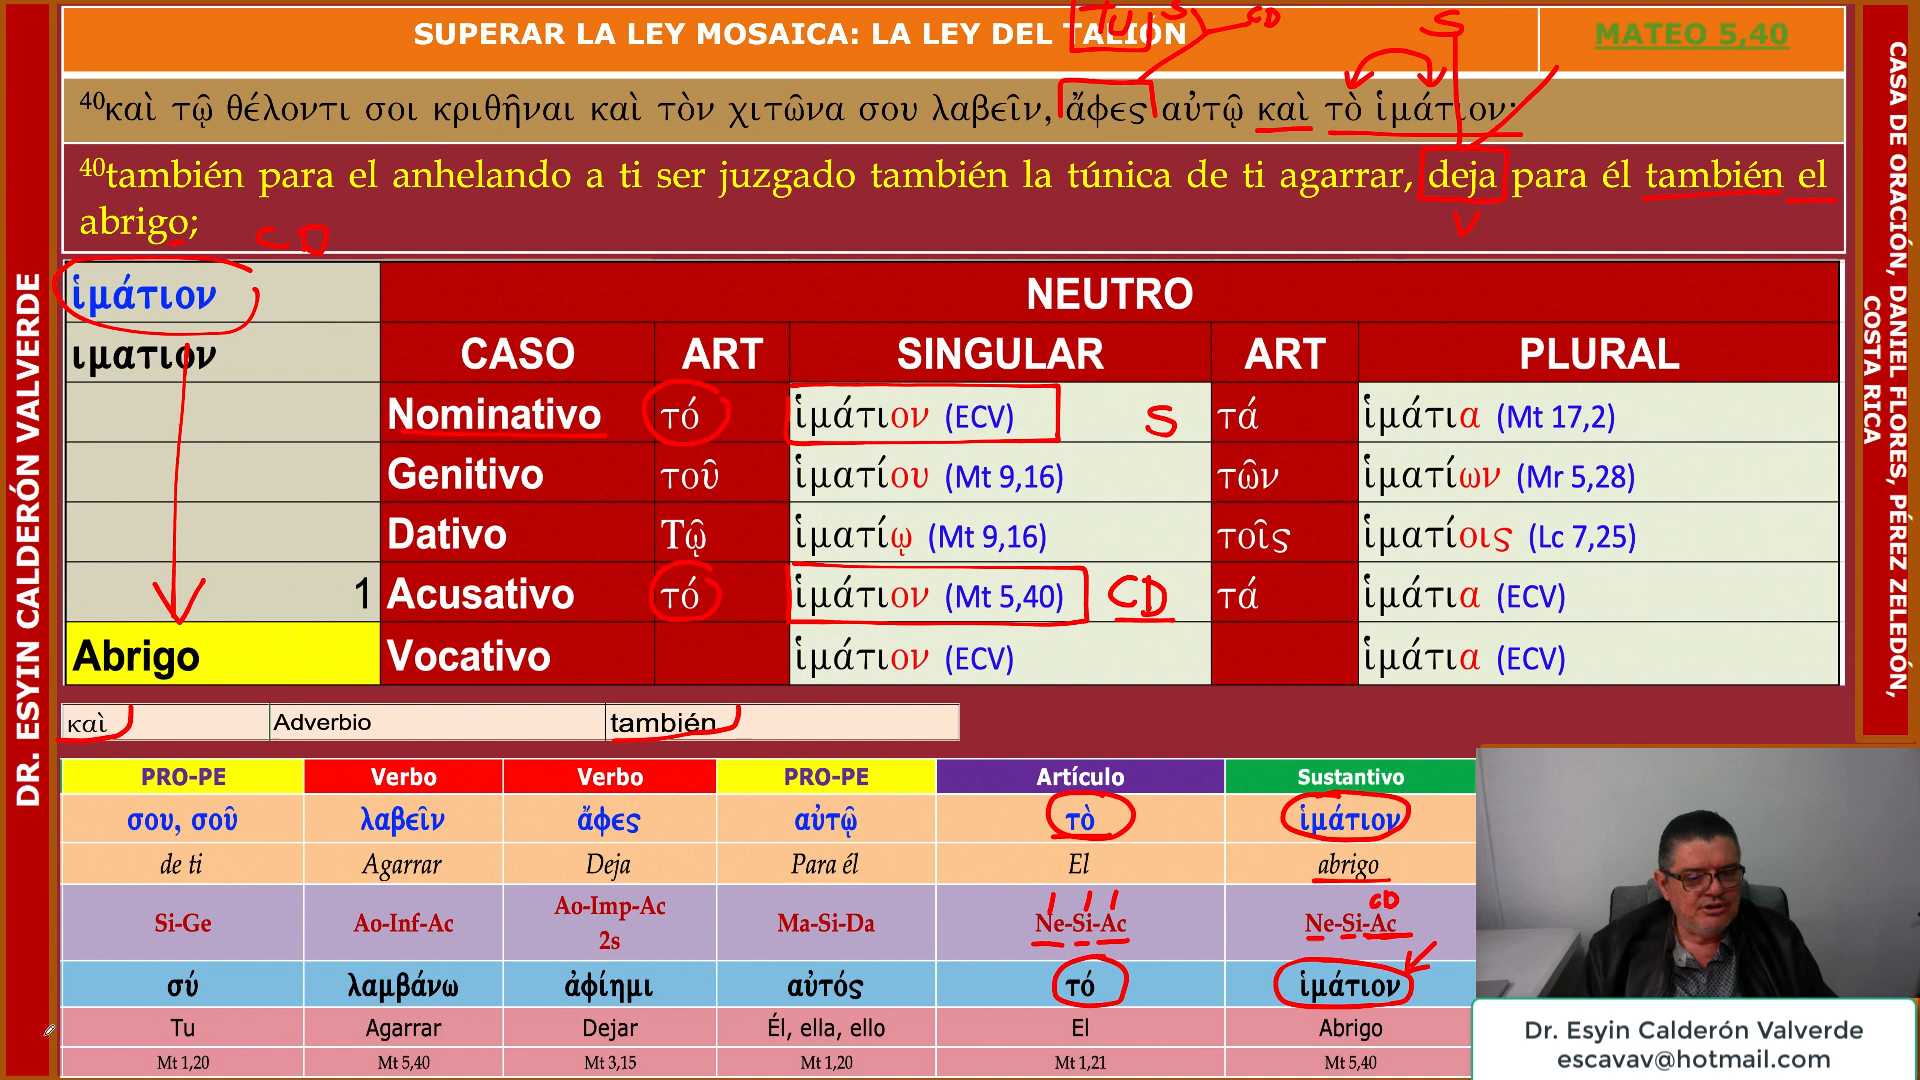 SUPERAR LA LEY MOSAICA: LA LEY DEL TALIÓN
MATEO 5,40
TU
S
CD
S
⁴⁰καὶ τῷ θέλοντι σοι κριθῆναι καὶ τὸν χιτῶνα σου λαβεῖν, ἄφες αὐτῷ καὶ τὸ ἱμάτιον·
⁴⁰también para el anhelando a ti ser juzgado también la túnica de ti agarrar, deja para él también el
abrigo;
CD
V
ἱμάτιον NEUTRO
ιματιον CASO ART SINGULAR ART PLURAL
Nominativo τό ἱμάτιον (ECV) S τά ἱμάτια (Mt 17,2)
Genitivo τοῦ ἱματίου (Mt 9,16) τῶν ἱματίων (Mr 5,28)
Dativo Τῷ ἱματίῳ (Mt 9,16) τοῖς ἱματίοις (Lc 7,25)
1 Acusativo τό ἱμάτιον (Mt 5,40) CD τά ἱμάτια (ECV)
Abrigo Vocativo ἱμάτιον (ECV) ἱμάτια (ECV)
καὶ Adverbio también
PRO-PE Verbo Verbo PRO-PE Artículo Sustantivo
σου, σοῦ λαβεῖν ἄφες αὐτῷ τὸ ἱμάτιον
de ti Agarrar Deja Para él El abrigo
CD
Si-Ge Ao-Inf-Ac Ao-Imp-Ac 2s Ma-Si-Da Ne-Si-Ac Ne-Si-Ac
σύ λαμβάνω ἀφίημι αὐτός τό ἱμάτιον
Tu Agarrar Dejar Él, ella, ello El Abrigo
Mt 1,20 Mt 5,40 Mt 3,15 Mt 1,20 Mt 1,21 Mt 5,40
DR. ESYIN CALDERÓN VALVERDE
CASA DE ORACIÓN, DANIEL FLORES, PÉREZ ZELEDÓN,
COSTA RICA
Dr. Esyin Calderón Valverde
escavav@hotmail.com